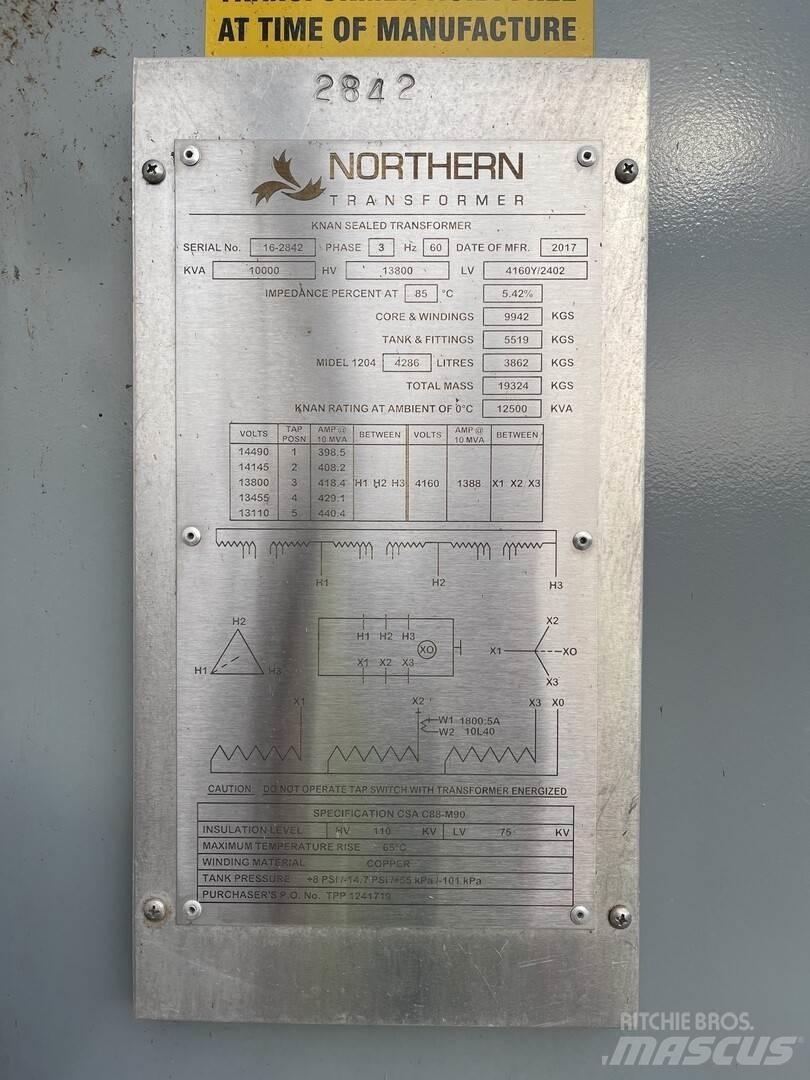 AT TIME OF MANUFACTURE
2842
NORTHERN
TRANSFORMER
KNAN SEALED TRANSFORMER
SERIAL No. 16-2842 PHASE 3 Hz 60 DATE OF MFR. 2017
KVA 10000 HV 13800 LV 4160Y/2402
IMPEDANCE PERCENT AT 85 °C 5.42%
CORE & WINDINGS 9942 KGS
TANK & FITTINGS 5519 KGS
MIDEL 1204 4286 LITRES 3862 KGS
TOTAL MASS 19324 KGS
KNAN RATING AT AMBIENT OF 0°C 12500 KVA
VOLTS TAP POSN AMP @ 10 MVA BETWEEN VOLTS AMP @ 10 MVA BETWEEN
14490 1 398.5
14145 2 408.2
13800 3 418.4 H1 H2 H3 4160 1388 X1 X2 X3
13455 4 429.1
13110 5 440.4
H1 H2 H3
H2 X2
H1 H2 H3
XO
X1 XO
X1 X2 X3
H1 H3 X3
X1 X2 X3 X0
W1 1800:5A
W2 10L40
CAUTION: DO NOT OPERATE TAP SWITCH WITH TRANSFORMER ENERGIZED
SPECIFICATION CSA C88-M90
INSULATION LEVEL HV 110 KV LV 75 KV
MAXIMUM TEMPERATURE RISE 65°C
WINDING MATERIAL COPPER
TANK PRESSURE +8 PSI/-14.7 PSI/+55 kPa/-101 kPa
PURCHASER'S P.O. No. TPP 1241719
RITCHIE BROS.
MASCUS